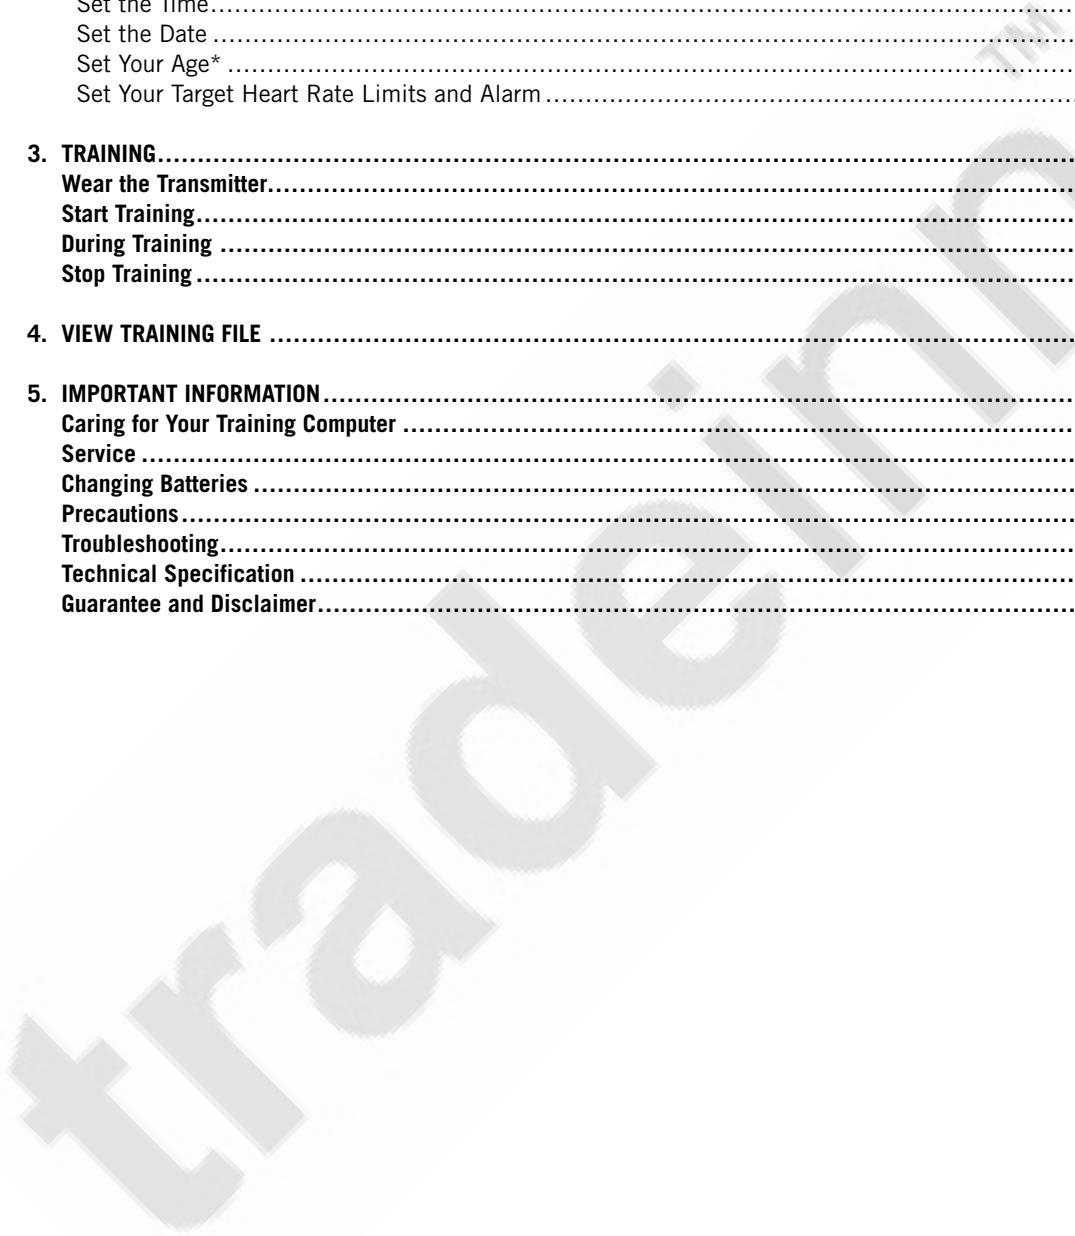 Set the Time..........................................................................................................
Set the Date ..........................................................................................................
Set Your Age* ........................................................................................................
Set Your Target Heart Rate Limits and Alarm ...................................................................
3. TRAINING..........................................................................................................
Wear the Transmitter..............................................................................................
Start Training........................................................................................................
During Training .....................................................................................................
Stop Training ........................................................................................................
4. VIEW TRAINING FILE ..........................................................................................
5. IMPORTANT INFORMATION...................................................................................
Caring for Your Training Computer ...........................................................................
Service ................................................................................................................
Changing Batteries ................................................................................................
Precautions ..........................................................................................................
Troubleshooting.....................................................................................................
Technical Specification ..........................................................................................
Guarantee and Disclaimer.......................................................................................
tradeinn™